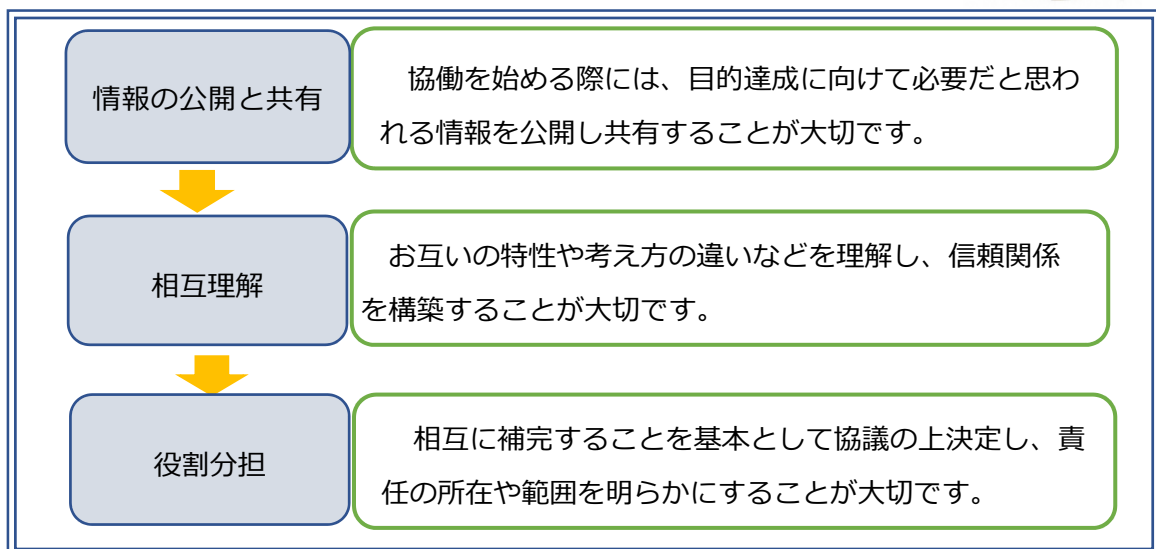 情報の公開と共有
協働を始める際には、目的達成に向けて必要だと思わ
れる情報を公開し共有することが大切です。
相互理解
お互いの特性や考え方の違いなどを理解し、信頼関係
を構築することが大切です。
役割分担
相互に補完することを基本として協議の上決定し、責
任の所在や範囲を明らかにすることが大切です。